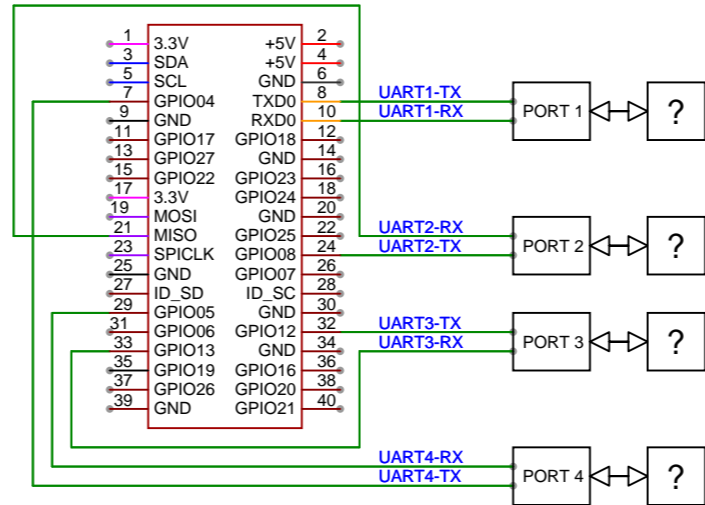 1 3.3V +5V 2
3 SDA +5V 4
5 SCL GND 6
7 GPIO04 TXD0 8 UART1-TX
9 GND RXD0 10 UART1-RX
PORT 1 ?
11 GPIO17 GPIO18 12
13 GPIO27 GND 14
15 GPIO22 GPIO23 16
17 3.3V GPIO24 18
19 MOSI GND 20
21 MISO GPIO25 22 UART2-RX
23 SPICLK GPIO08 24 UART2-TX
PORT 2 ?
25 GND GPIO07 26
27 ID_SD ID_SC 28
29 GPIO05 GND 30
31 GPIO06 GPIO12 32 UART3-TX
33 GPIO13 GND 34 UART3-RX
PORT 3 ?
35 GPIO19 GPIO16 36
37 GPIO26 GPIO20 38
39 GND GPIO21 40
UART4-RX
UART4-TX
PORT 4 ?